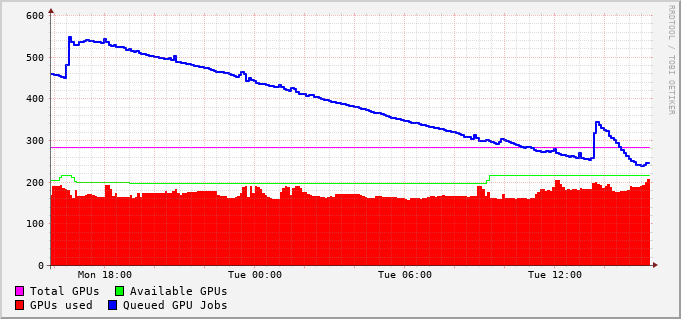 RRDTOOL / TOBI OETIKER
600
500
400
300
200
100
0
Mon 18:00 Tue 00:00 Tue 06:00 Tue 12:00
Total GPUs Available GPUs
GPUs used Queued GPU Jobs